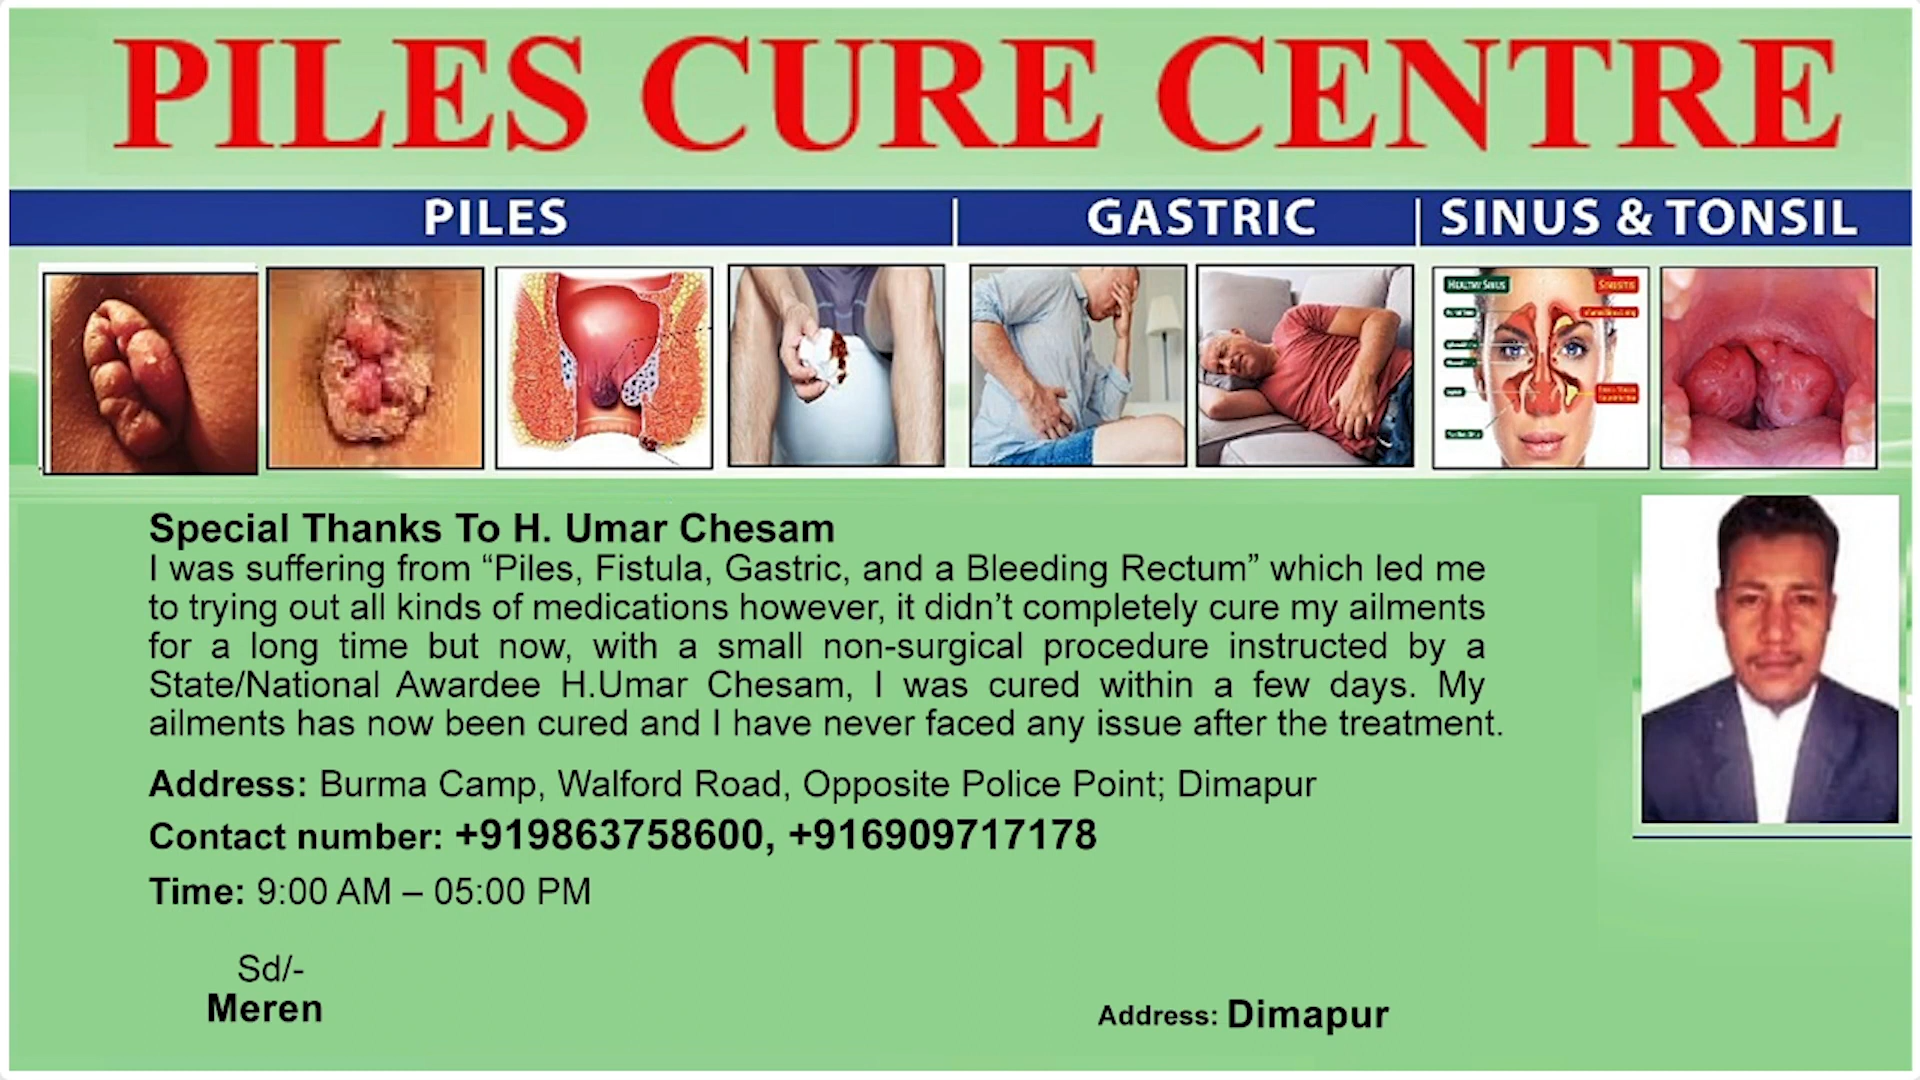 PILES CURE CENTRE
PILES | GASTRIC | SINUS & TONSIL
HEALTHY SINUS
SINUSITIS
Special Thanks To H. Umar Chesam
I was suffering from “Piles, Fistula, Gastric, and a Bleeding Rectum” which led me
to trying out all kinds of medications however, it didn’t completely cure my ailments
for a long time but now, with a small non-surgical procedure instructed by a
State/National Awardee H.Umar Chesam, I was cured within a few days. My
ailments has now been cured and I have never faced any issue after the treatment.
Address: Burma Camp, Walford Road, Opposite Police Point; Dimapur
Contact number: +919863758600, +916909717178
Time: 9:00 AM – 05:00 PM
Sd/-
Meren
Address: Dimapur